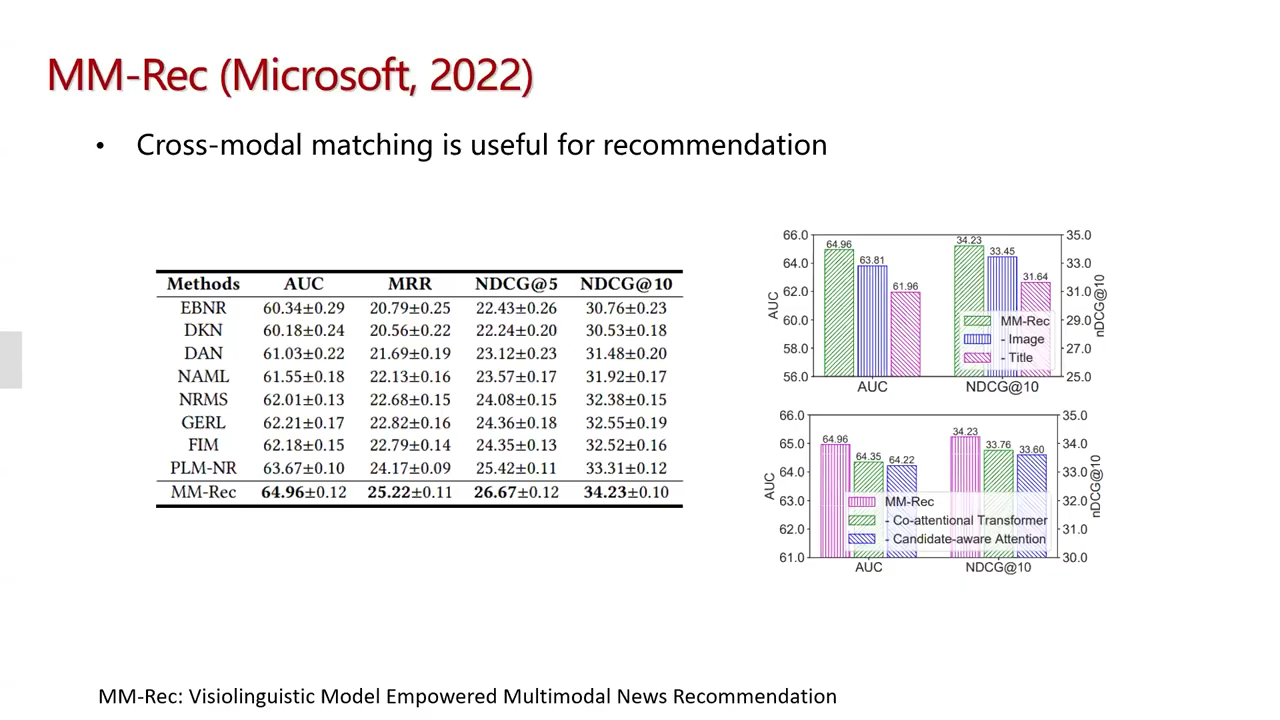 MM-Rec (Microsoft, 2022)
• Cross-modal matching is useful for recommendation
Methods AUC MRR NDCG@5 NDCG@10
EBNR 60.34±0.29 20.79±0.25 22.43±0.26 30.76±0.23
DKN 60.18±0.24 20.56±0.22 22.24±0.20 30.53±0.18
DAN 61.03±0.22 21.69±0.19 23.12±0.23 31.48±0.20
NAML 61.55±0.18 22.13±0.16 23.57±0.17 31.92±0.17
NRMS 62.01±0.13 22.68±0.15 24.08±0.15 32.38±0.15
GERL 62.21±0.17 22.82±0.16 24.36±0.18 32.55±0.19
FIM 62.18±0.15 22.79±0.14 24.35±0.13 32.52±0.16
PLM-NR 63.67±0.10 24.17±0.09 25.42±0.11 33.31±0.12
MM-Rec 64.96±0.12 25.22±0.11 26.67±0.12 34.23±0.10
66.0 64.96 34.23 35.0
64.0 63.81 33.45 33.0
62.0 61.96 31.64 31.0
60.0 MM-Rec 29.0
58.0 - Image 27.0
56.0 - Title 25.0
AUC
nDCG@10
AUC NDCG@10
66.0 64.96 34.23 35.0
65.0 64.35 33.76 34.0
64.0 64.22 33.60 33.0
63.0 MM-Rec 32.0
62.0 - Co-attentional Transformer 31.0
61.0 - Candidate-aware Attention 30.0
AUC
nDCG@10
AUC NDCG@10
MM-Rec: Visiolinguistic Model Empowered Multimodal News Recommendation